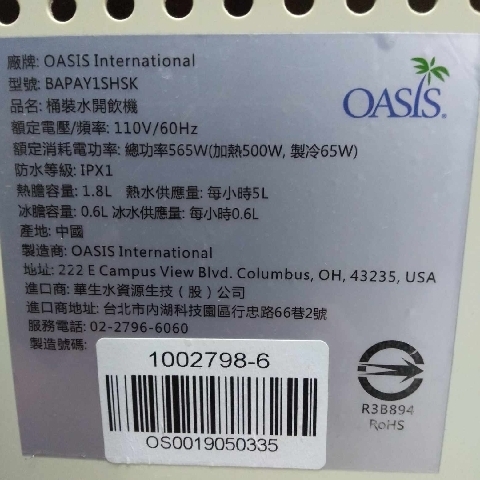 廠牌: OASIS International
型號: BAPAY1SHSK
品名: 桶裝水開飲機
額定電壓/頻率: 110V/60Hz
額定消耗電功率: 總功率565W(加熱500W, 製冷65W)
防水等級: IPX1
熱膽容量: 1.8L 熱水供應量: 每小時5L
冰膽容量: 0.6L 冰水供應量: 每小時0.6L
產地: 中國
製造商: OASIS International
地址: 222 E Campus View Blvd. Columbus, OH, 43235, USA
進口商: 華生水資源生技（股）公司
進口商地址: 台北市內湖科技園區行忠路66巷2號
服務電話: 02-2796-6060
製造號碼:
1002798-6
OS0019050335
OASIS®
R3B894
RoHS